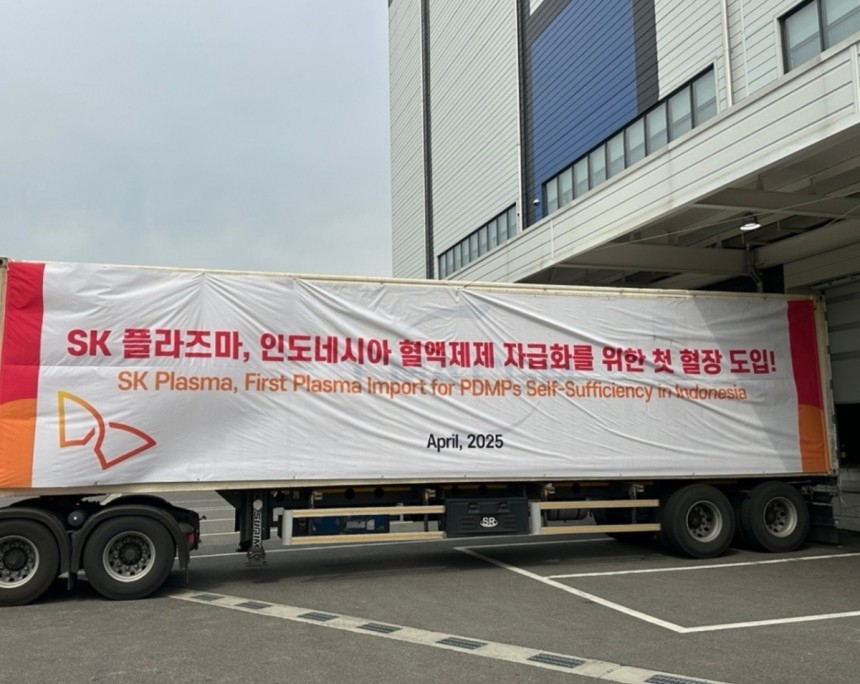 SK 플라즈마, 인도네시아 혈액제제 자급화를 위한 첫 혈장 도입!
SK Plasma, First Plasma Import for PDMPs Self-Sufficiency in Indonesia
April, 2025
SR